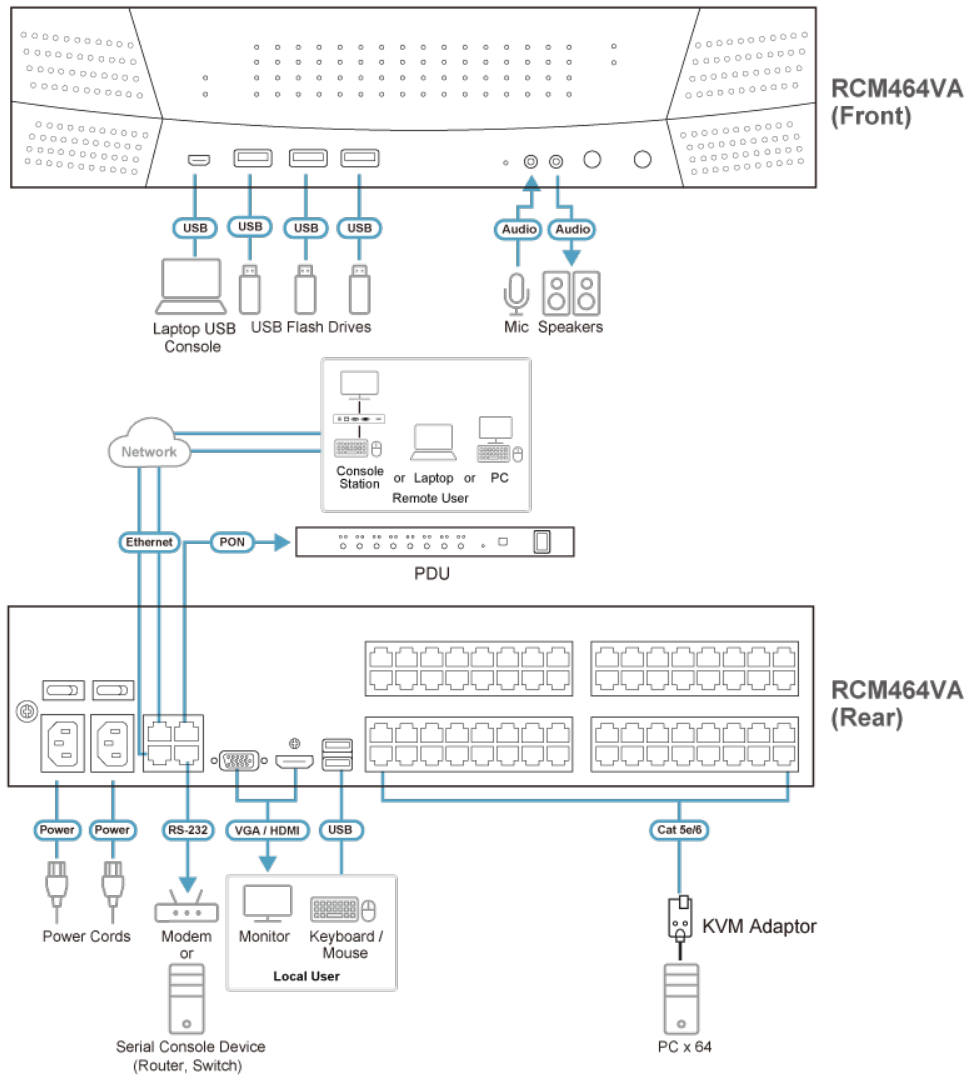 RCM464VA
(Front)
USB
USB
USB
USB
Audio
Audio
Laptop USB
Console
USB Flash Drives
Mic
Speakers
Network
Console
Station
or
Laptop
or
PC
Remote User
Ethernet
PON
PDU
RCM464VA
(Rear)
Power
Power
RS-232
VGA / HDMI
USB
Cat 5e/6
Power Cords
Modem
or
Monitor
Keyboard /
Mouse
Local User
KVM Adaptor
Serial Console Device
(Router, Switch)
PC x 64